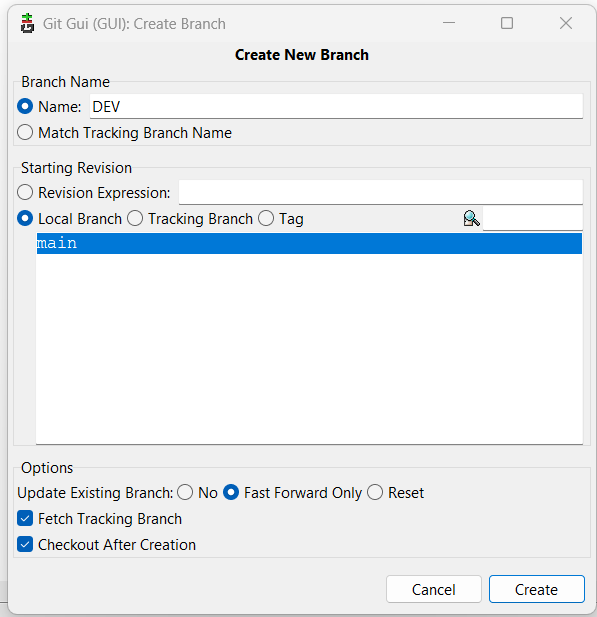 Git Gui (GUI): Create Branch
Create New Branch
Branch Name
Name: DEV
Match Tracking Branch Name
Starting Revision
Revision Expression:
Local Branch Tracking Branch Tag
main
Options
Update Existing Branch: No Fast Forward Only Reset
Fetch Tracking Branch
Checkout After Creation
Cancel Create